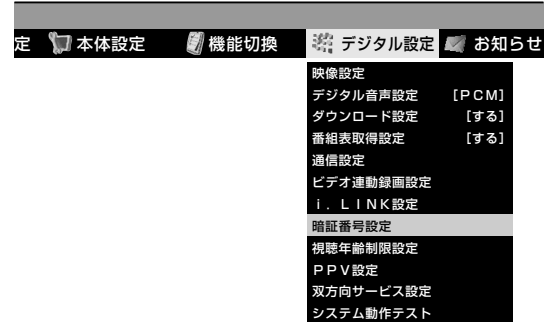 定 本体設定 機能切換 デジタル設定 お知らせ
映像設定
デジタル音声設定 [ＰＣＭ]
ダウンロード設定 [する]
番組表取得設定 [する]
通信設定
ビデオ連動録画設定
ｉ．ＬＩＮＫ設定
暗証番号設定
視聴年齢制限設定
ＰＰＶ設定
双方向サービス設定
システム動作テスト